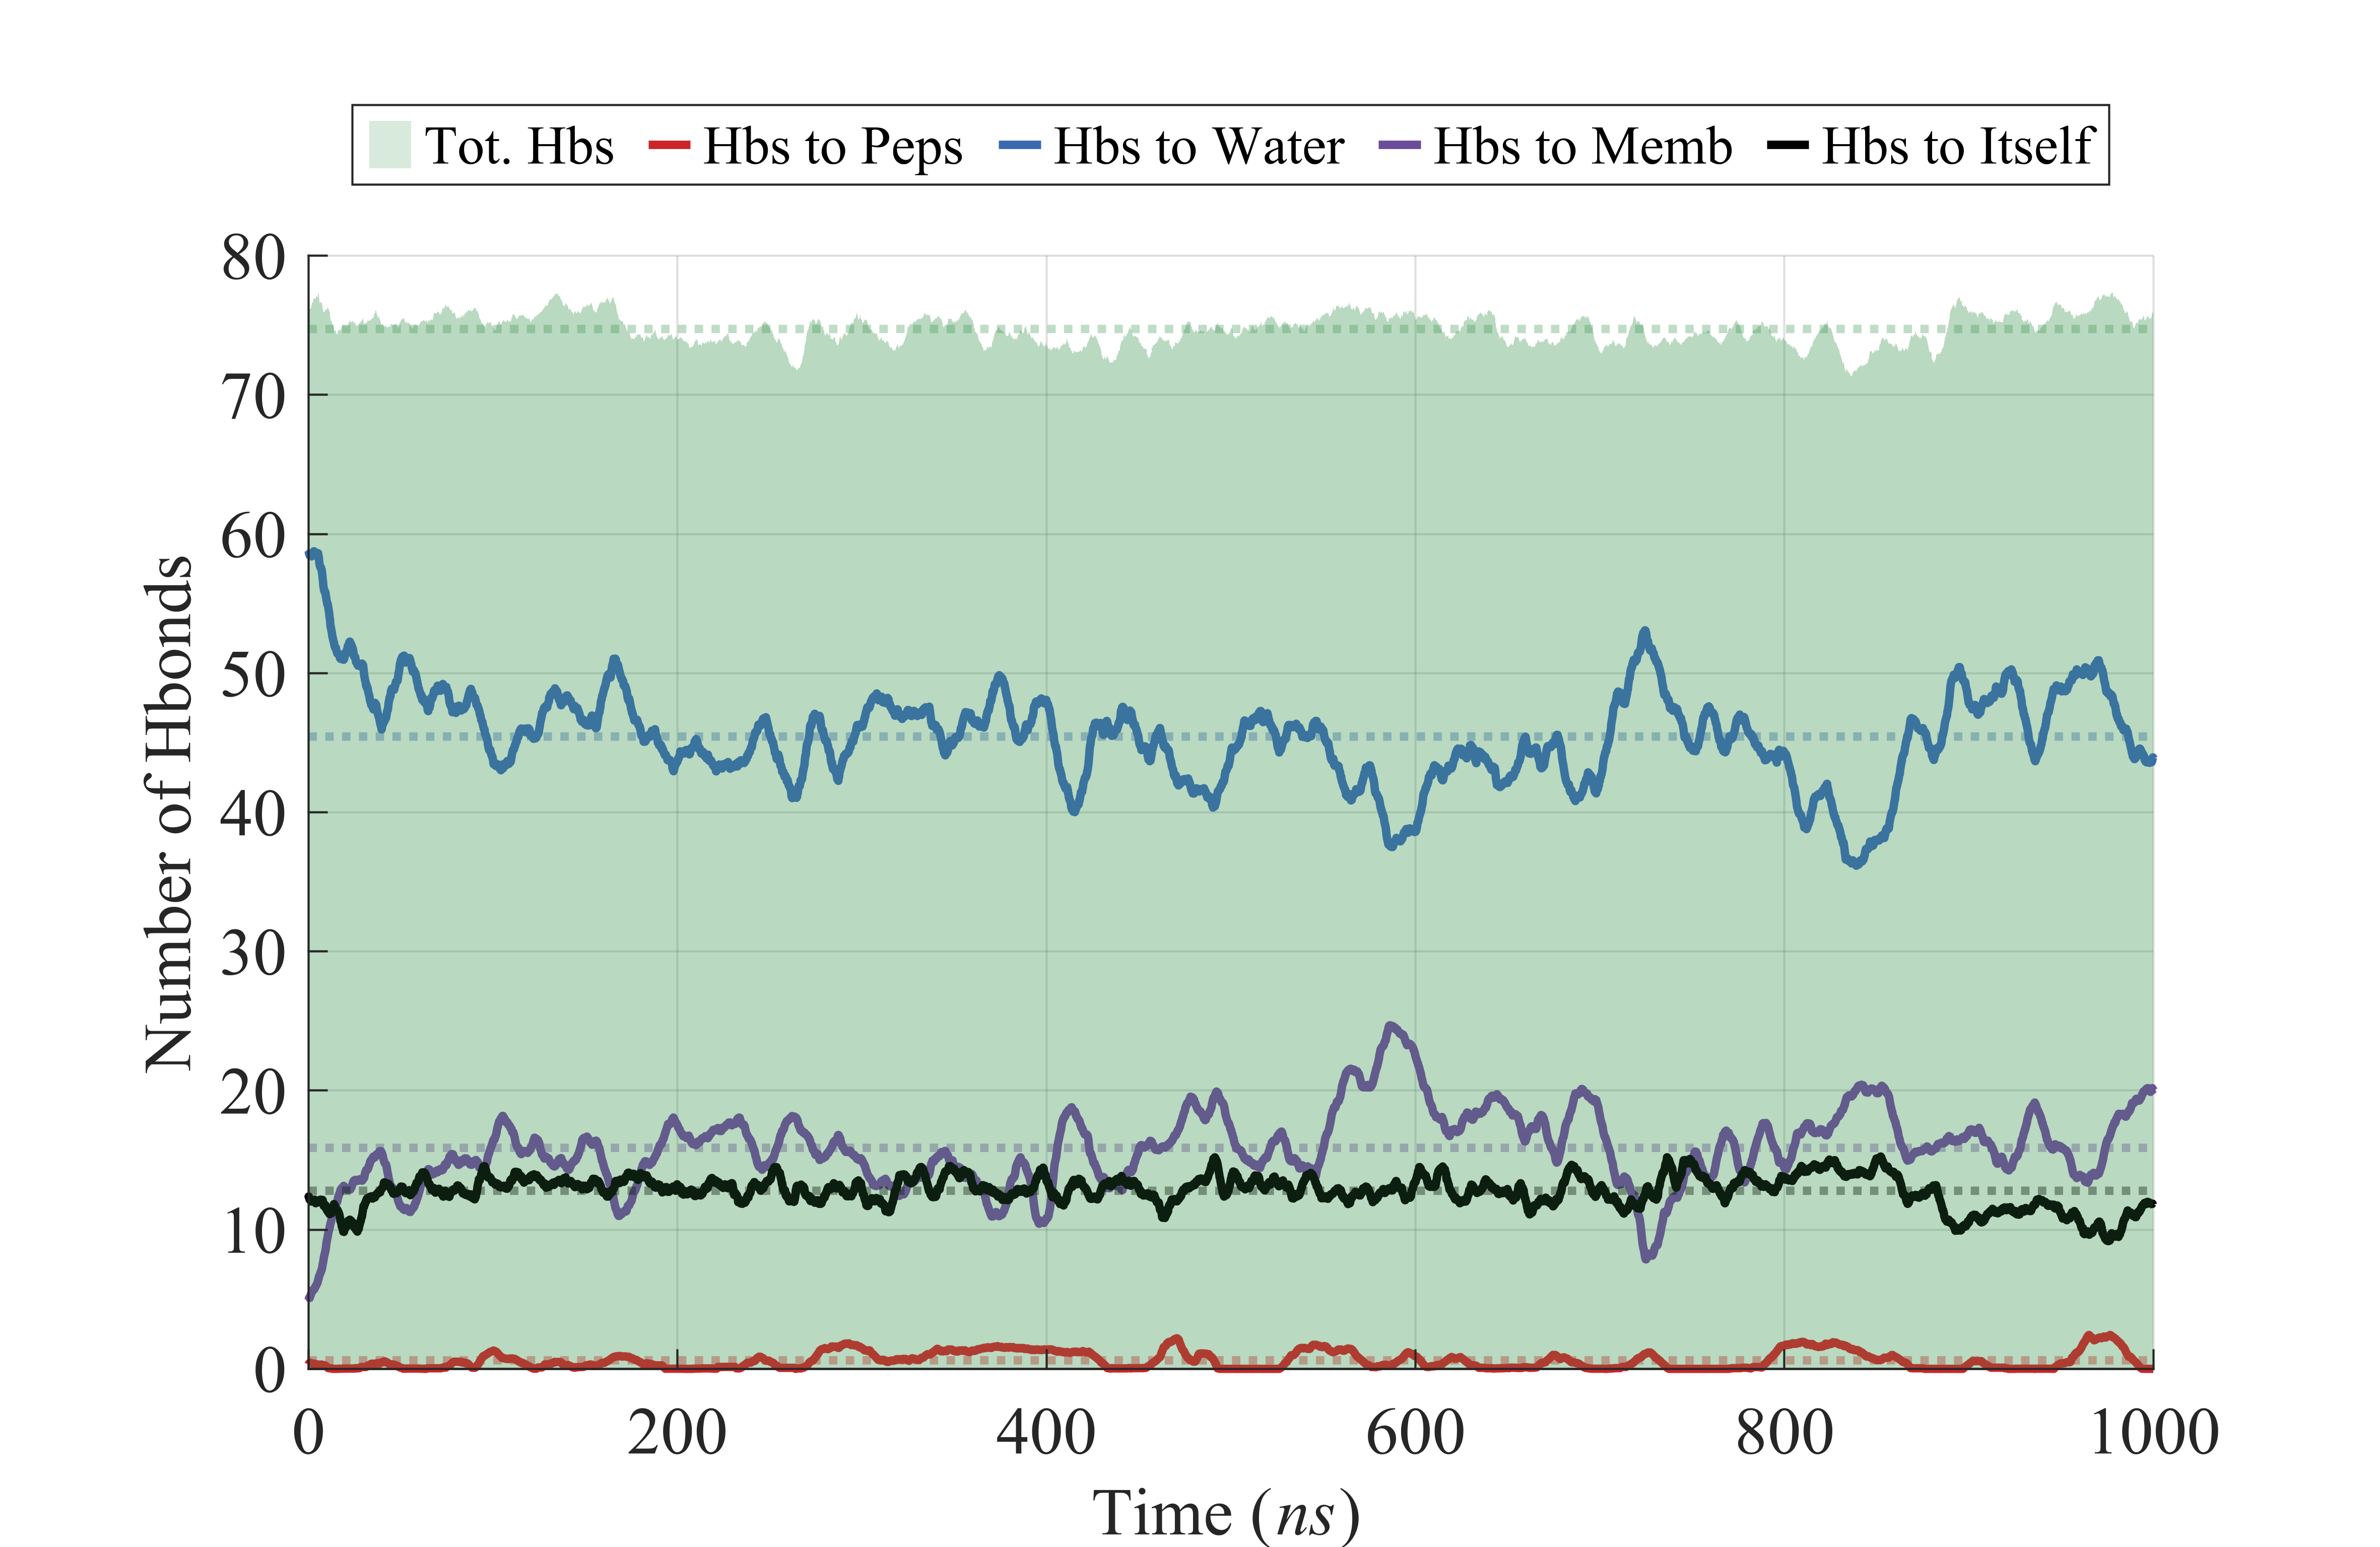 Tot. Hbs Hbs to Peps Hbs to Water Hbs to Memb Hbs to Itself
80
70
60
50
40
30
20
10
0
Number of Hbonds
0 200 400 600 800 1000
Time (ns)